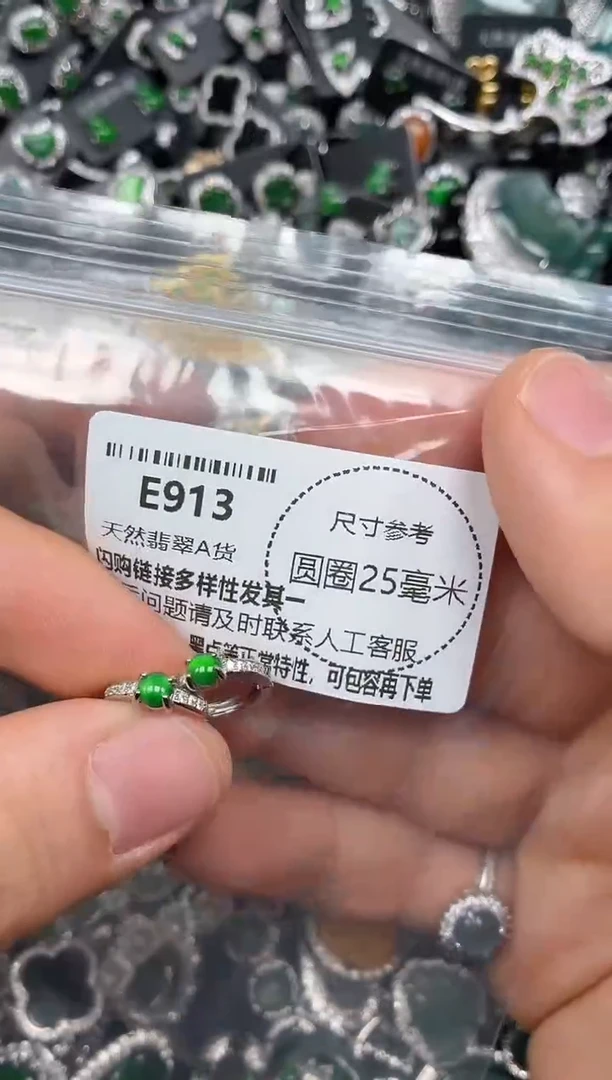 E913
天然翡翠A货
尺寸参考
圆圈25毫米
闪购链接多样性发其一
后问题请及时联系人工客服
黑点等正常特性，可包容再下单